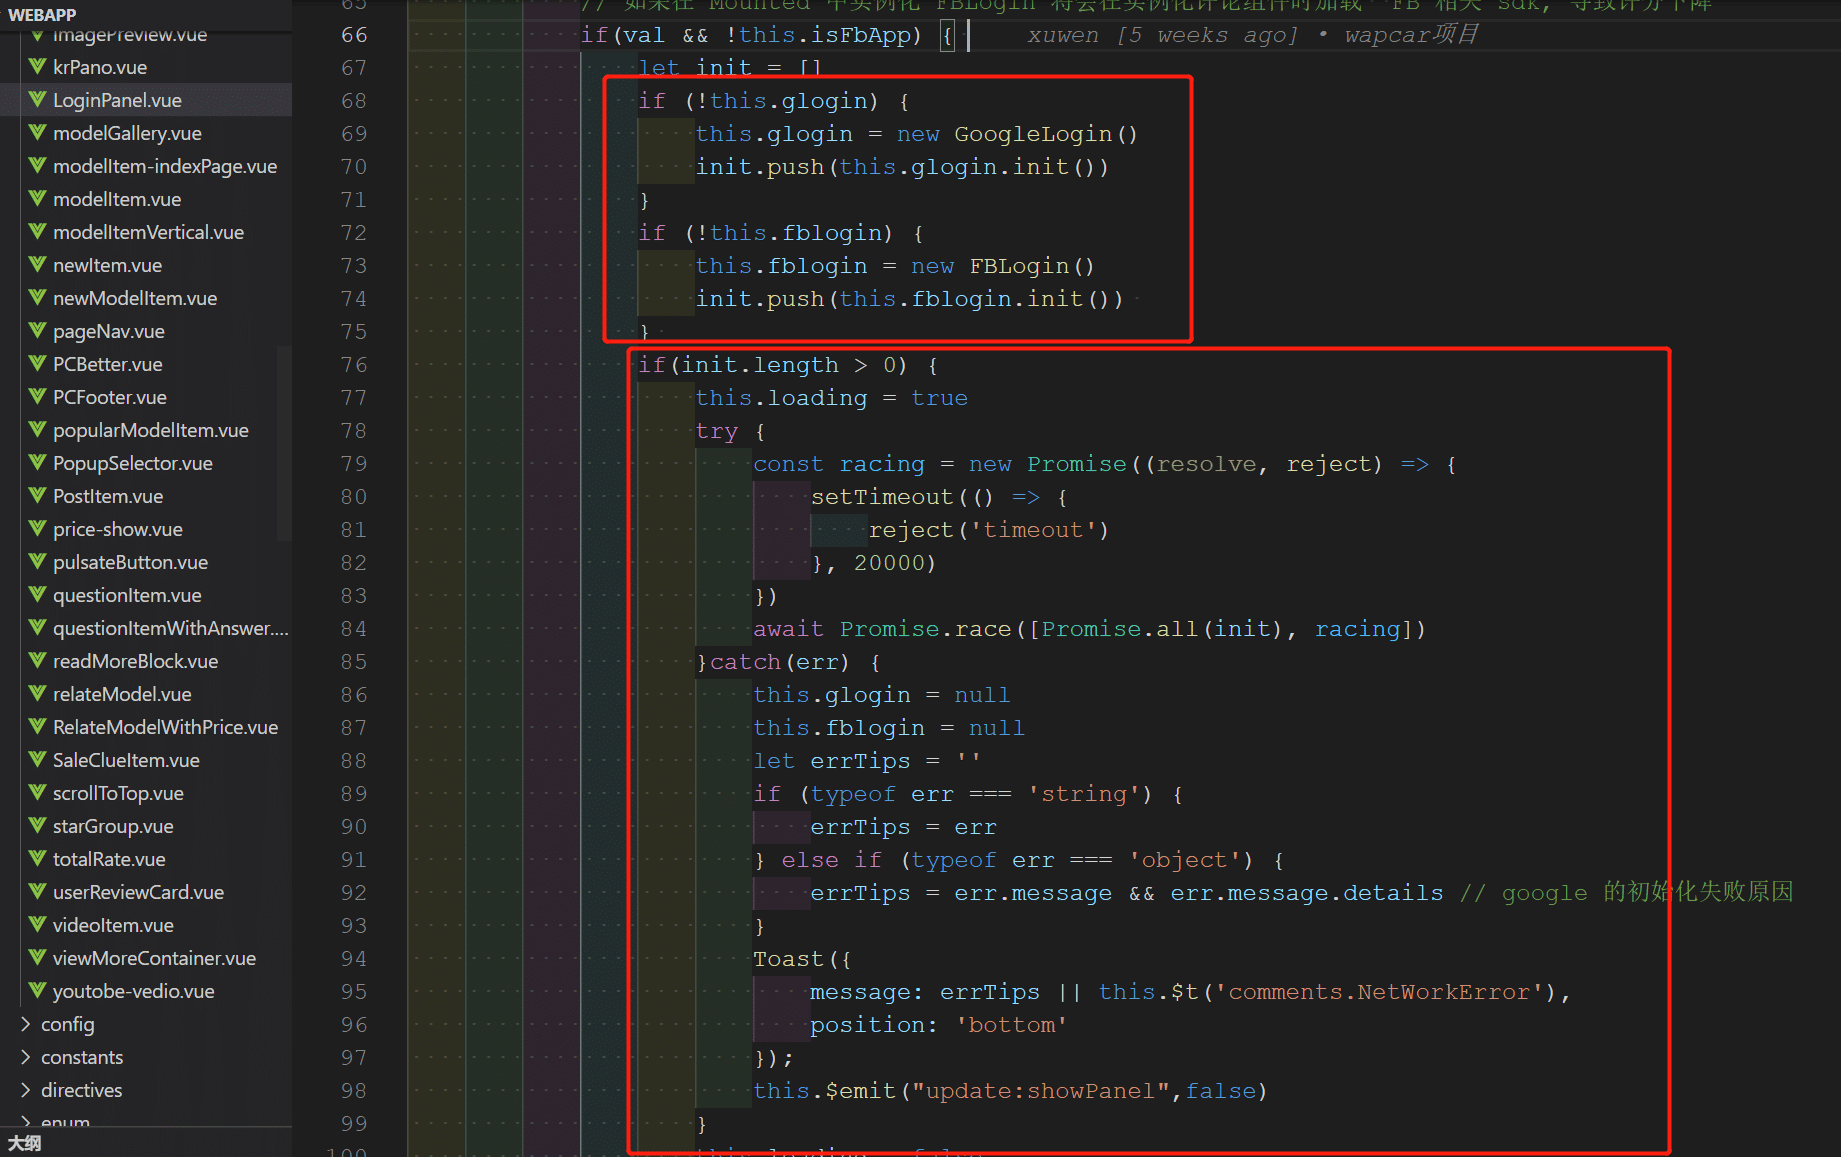 WEBAPP
imagePreview.vue
krPano.vue
LoginPanel.vue
modelGallery.vue
modelItem-indexPage.vue
modelItem.vue
modelItemVertical.vue
newItem.vue
newModelItem.vue
pageNav.vue
PCBetter.vue
PCFooter.vue
popularModelItem.vue
PopupSelector.vue
PostItem.vue
price-show.vue
pulsateButton.vue
questionItem.vue
questionItemWithAnswer....
readMoreBlock.vue
relateModel.vue
RelateModelWithPrice.vue
SaleClueItem.vue
scrollToTop.vue
starGroup.vue
totalRate.vue
userReviewCard.vue
videoItem.vue
viewMoreContainer.vue
youtobe-vedio.vue
config
constants
directives
enum
大纲
65 // 如果在 Mounted 中实例化 FBLogin 将会在实例化评论组件时加载 FB 相关 sdk, 导致评分下降
66 if(val && !this.isFbApp) { xuwen [5 weeks ago] • wapcar项目
67 let init = []
68 if (!this.glogin) {
69 this.glogin = new GoogleLogin()
70 init.push(this.glogin.init())
71 }
72 if (!this.fblogin) {
73 this.fblogin = new FBLogin()
74 init.push(this.fblogin.init())
75 }
76 if(init.length > 0) {
77 this.loading = true
78 try {
79 const racing = new Promise((resolve, reject) => {
80 setTimeout(() => {
81 reject('timeout')
82 }, 20000)
83 })
84 await Promise.race([Promise.all(init), racing])
85 }catch(err) {
86 this.glogin = null
87 this.fblogin = null
88 let errTips = ''
89 if (typeof err === 'string') {
90 errTips = err
91 } else if (typeof err === 'object') {
92 errTips = err.message && err.message.details // google 的初始化失败原因
93 }
94 Toast({
95 message: errTips || this.$t('comments.NetWorkError'),
96 position: 'bottom'
97 });
98 this.$emit("update:showPanel",false)
99 }
100 this.loading = false